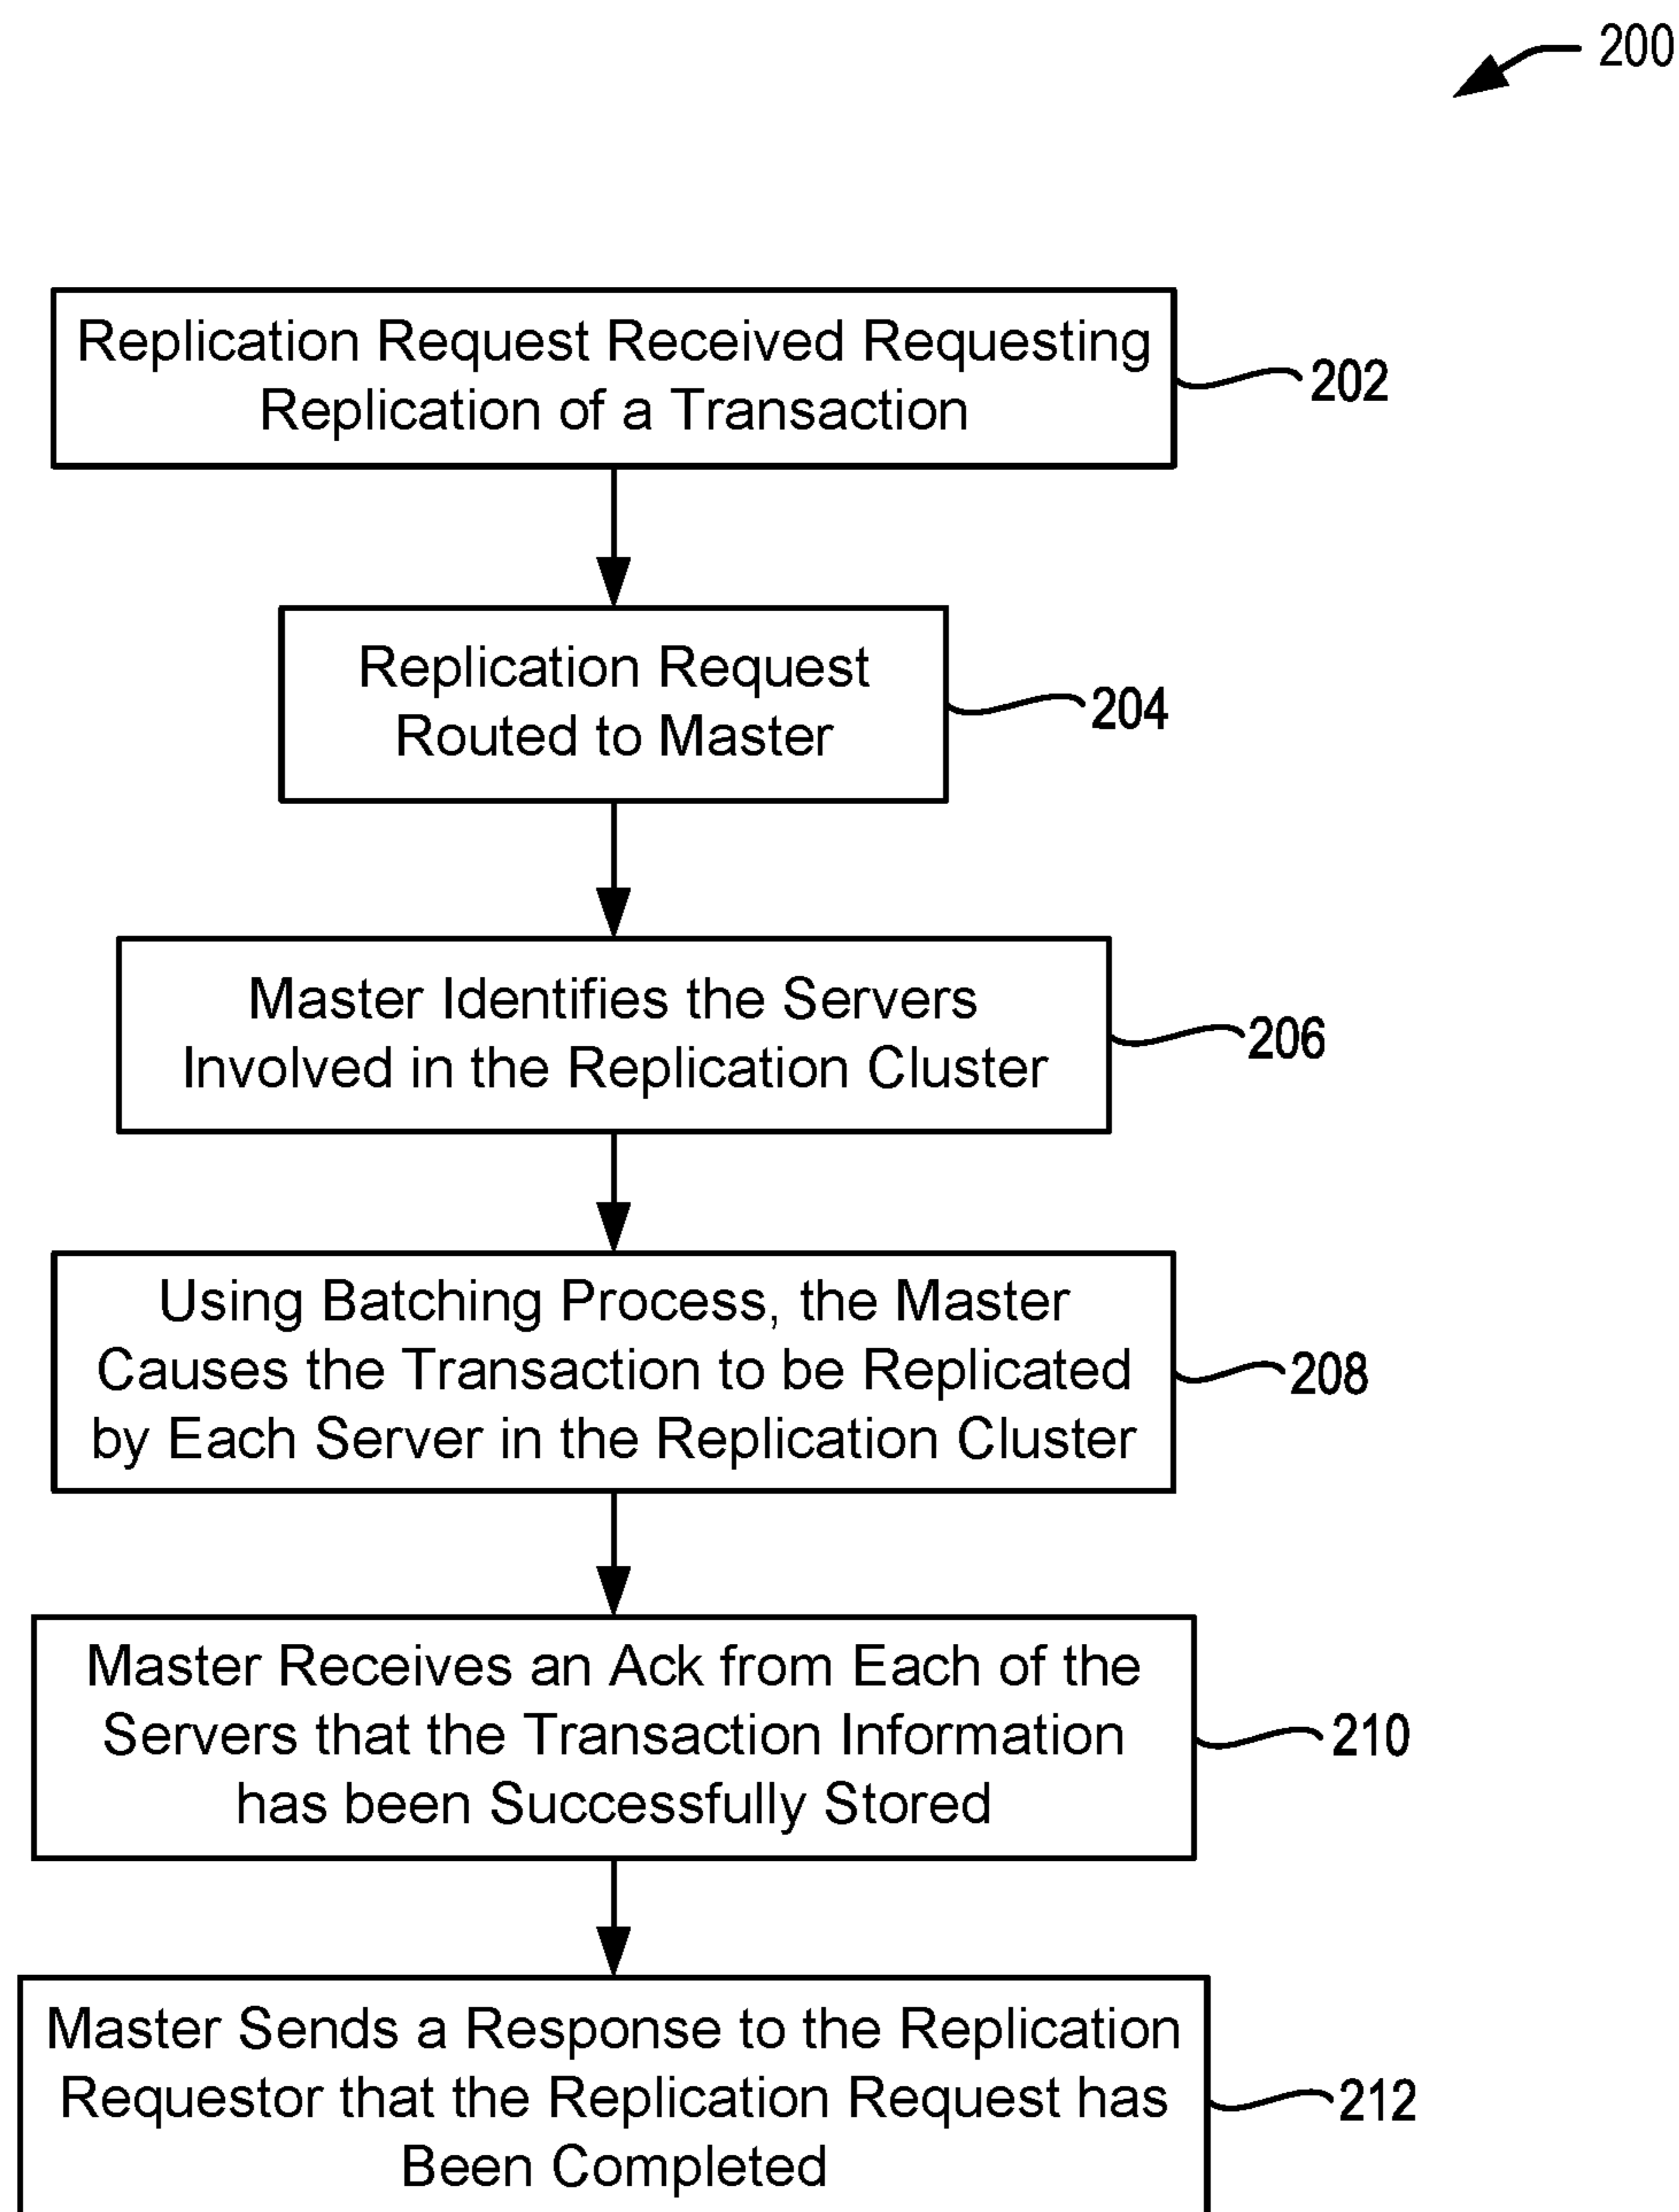 200
Replication Request Received Requesting
Replication of a Transaction
202
Replication Request
Routed to Master
204
Master Identifies the Servers
Involved in the Replication Cluster
206
Using Batching Process, the Master
Causes the Transaction to be Replicated
by Each Server in the Replication Cluster
208
Master Receives an Ack from Each of the
Servers that the Transaction Information
has been Successfully Stored
210
Master Sends a Response to the Replication
Requestor that the Replication Request has
Been Completed
212